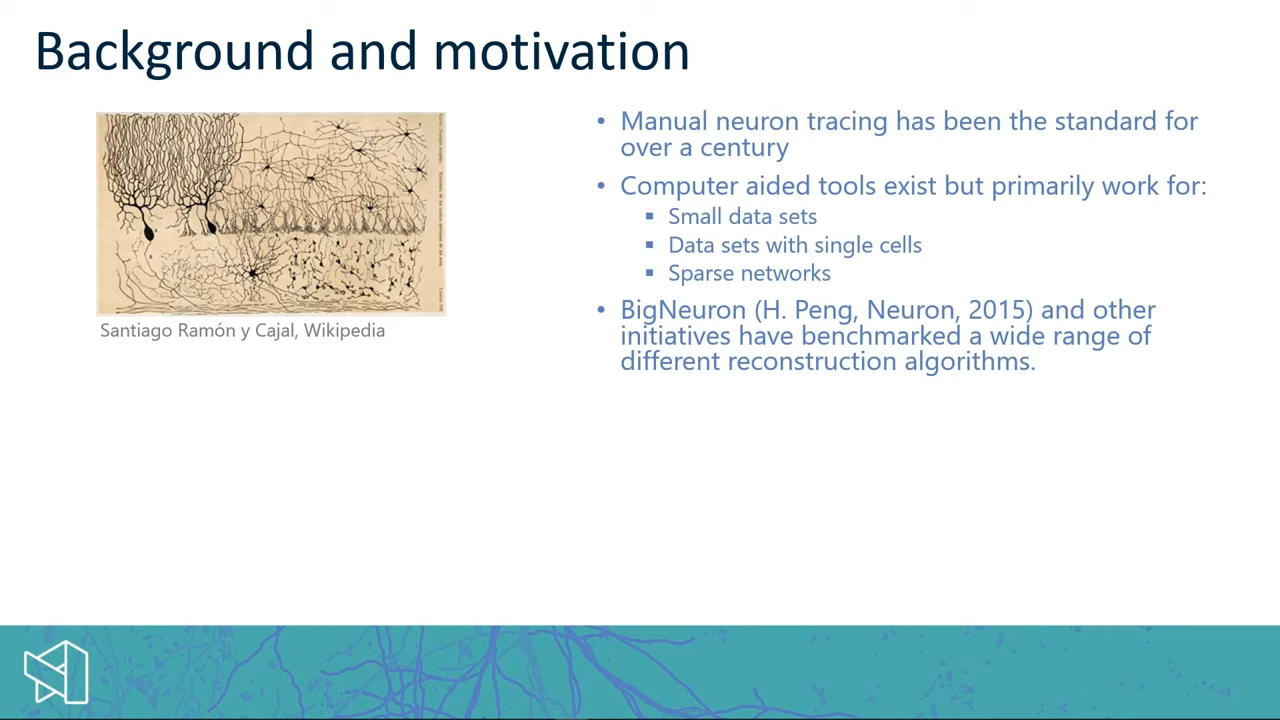 Background and motivation
Santiago Ramón y Cajal, Wikipedia
• Manual neuron tracing has been the standard for
over a century
• Computer aided tools exist but primarily work for:
▪ Small data sets
▪ Data sets with single cells
▪ Sparse networks
• BigNeuron (H. Peng, Neuron, 2015) and other
initiatives have benchmarked a wide range of
different reconstruction algorithms.